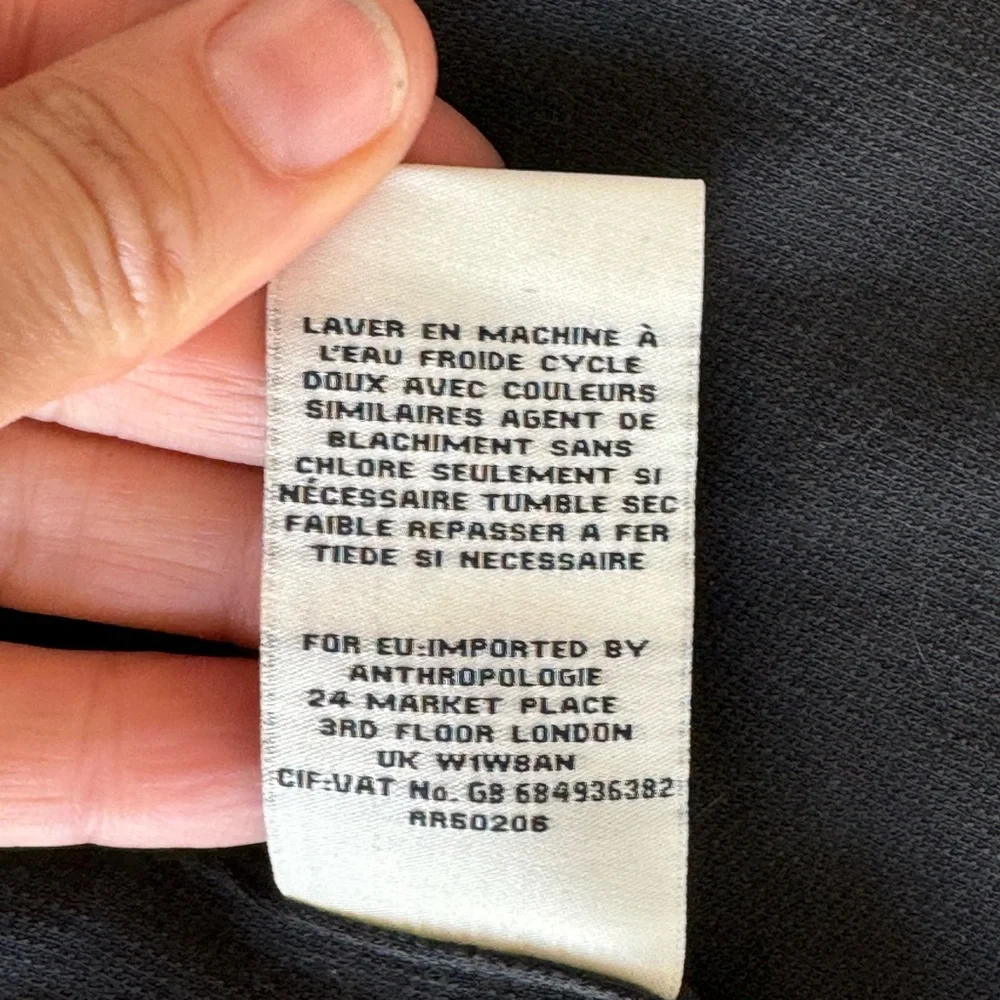 LAVER EN MACHINE À
L'EAU FROIDE CYCLE
DOUX AVEC COULEURS
SIMILAIRES AGENT DE
BLACHIMENT SANS
CHLORE SEULEMENT SI
NÉCESSAIRE TUMBLE SEC
FAIBLE REPASSER A FER
TIEDE SI NECESSAIRE
FOR EU:IMPORTED BY
ANTHROPOLOGIE
24 MARKET PLACE
3RD FLOOR LONDON
UK W1W8AN
CIF:VAT No. GB 684936382
RR50206